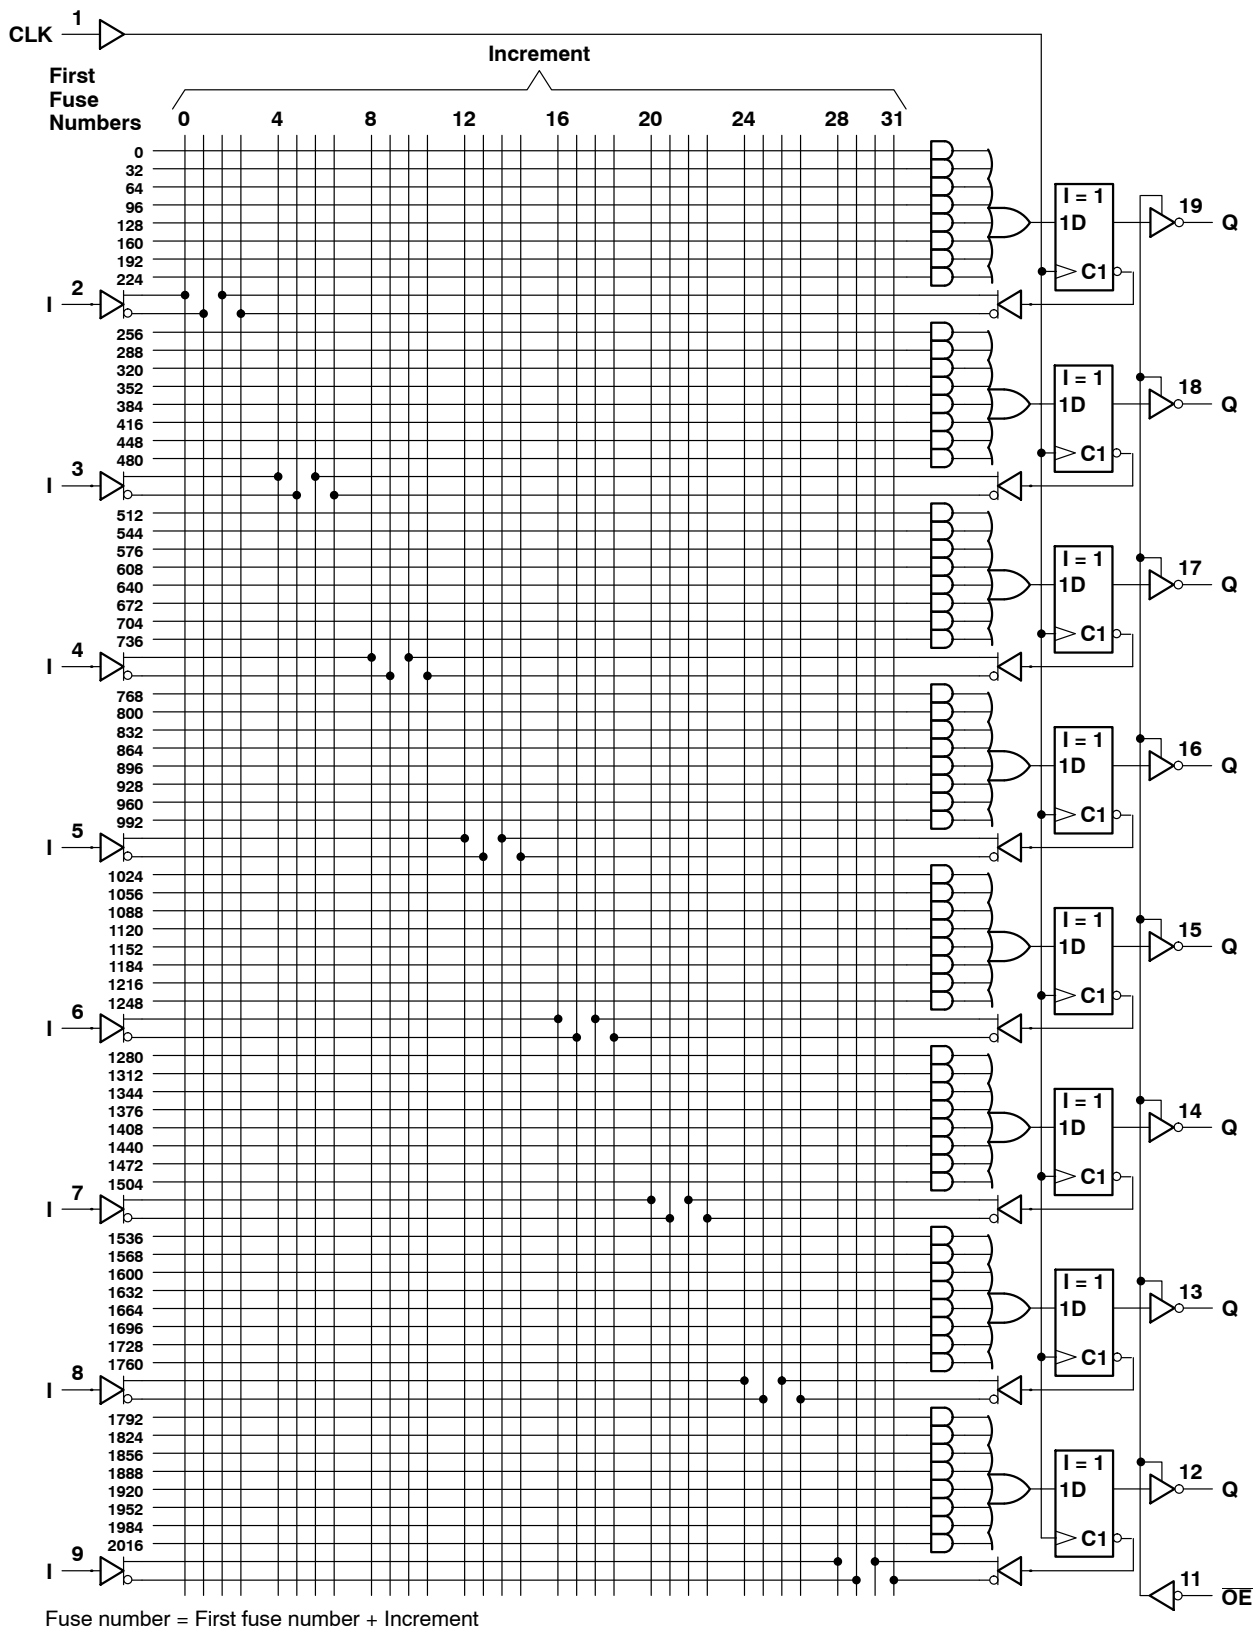 CLK 1
Increment
First
Fuse
Numbers
0 4 8 12 16 20 24 28 31
0
32
64
96
128
160
192
224
I = 1
1D
C1
19 Q
I 2
256
288
320
352
384
416
448
480
I = 1
1D
C1
18 Q
I 3
512
544
576
608
640
672
704
736
I = 1
1D
C1
17 Q
I 4
768
800
832
864
896
928
960
992
I = 1
1D
C1
16 Q
I 5
1024
1056
1088
1120
1152
1184
1216
1248
I = 1
1D
C1
15 Q
I 6
1280
1312
1344
1376
1408
1440
1472
1504
I = 1
1D
C1
14 Q
I 7
1536
1568
1600
1632
1664
1696
1728
1760
I = 1
1D
C1
13 Q
I 8
1792
1824
1856
1888
1920
1952
1984
2016
I = 1
1D
C1
12 Q
I 9
11 O̅E̅
Fuse number = First fuse number + Increment